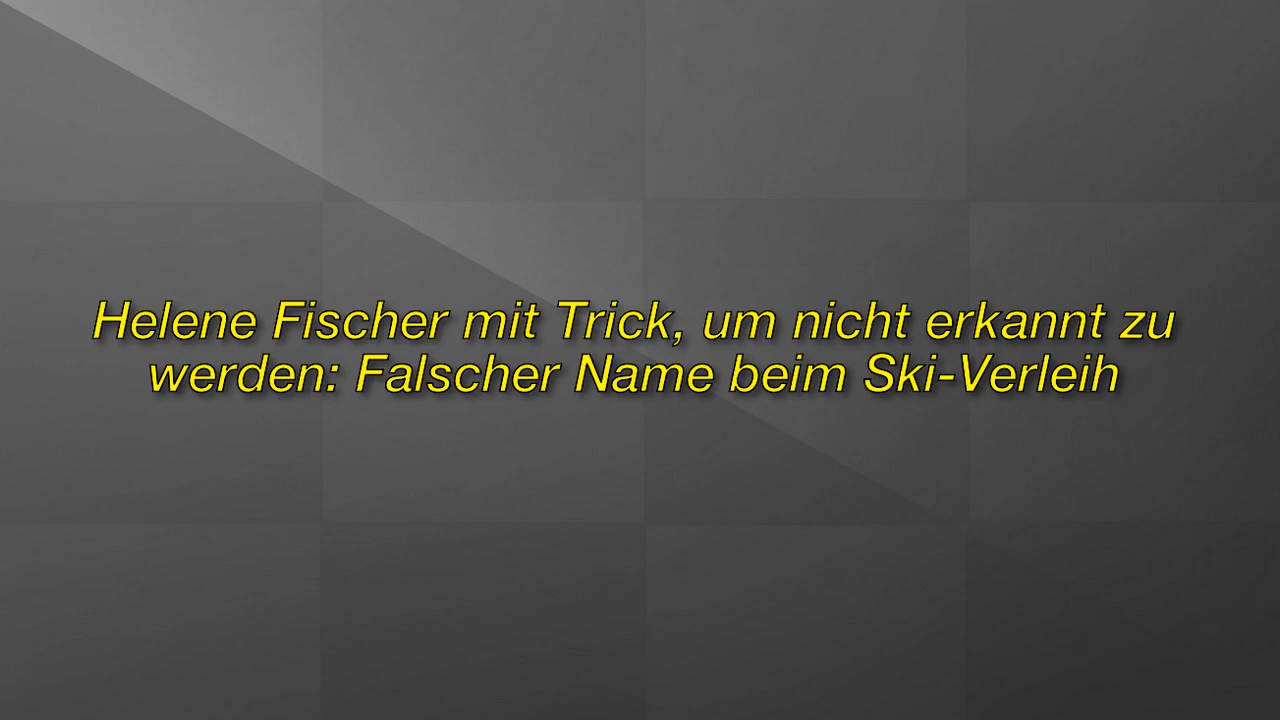 Helene Fischer mit Trick, um nicht erkannt zu
werden: Falscher Name beim Ski-Verleih